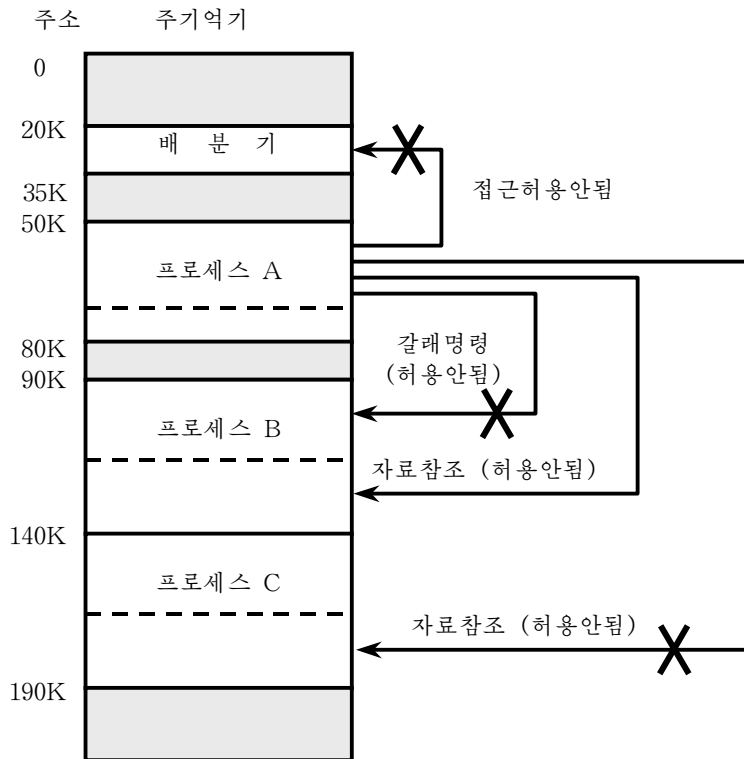 주소 주기억기
0
20K
배 분 기
35K
접근허용안됨
50K
프로세스 A
80K
갈래명령
(허용안됨)
90K
프로세스 B
자료참조 (허용안됨)
140K
프로세스 C
자료참조 (허용안됨)
190K